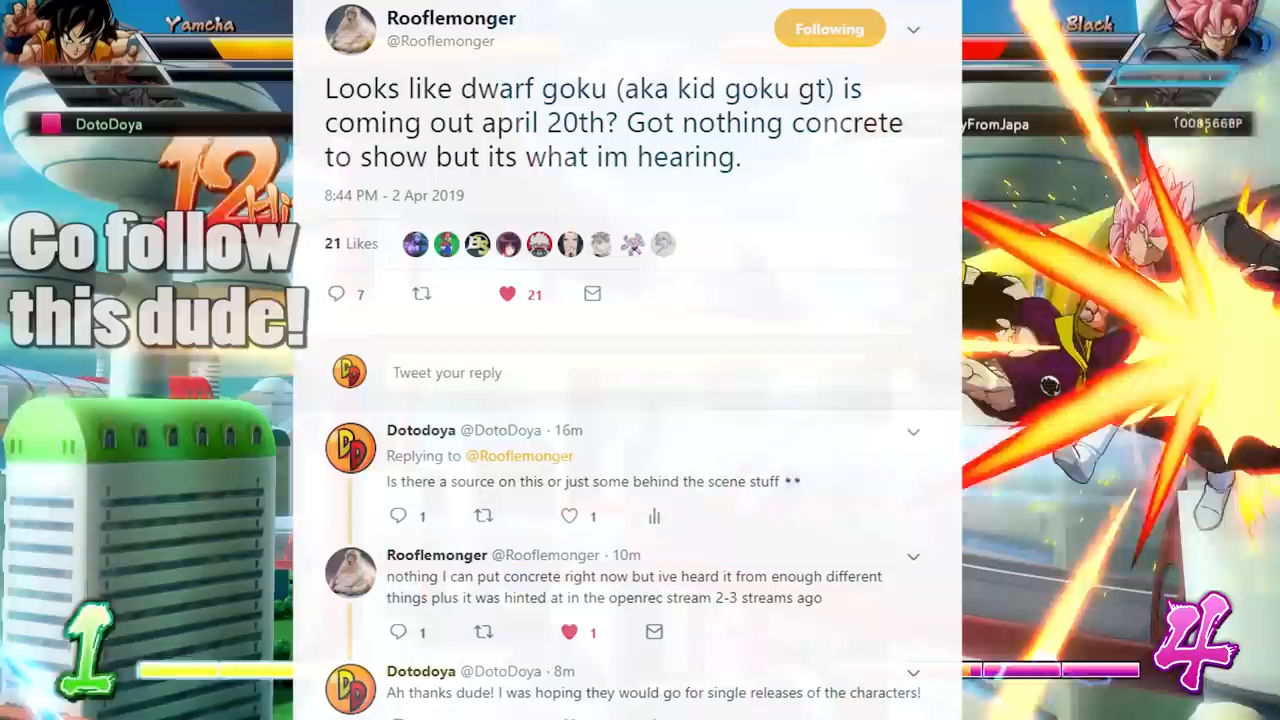 Yamcha
Black
DotoDoya
yFromJapa
12Hi
Go follow
this dude!
1
4
Rooflemonger
@Rooflemonger
Following
Looks like dwarf goku (aka kid goku gt) is
coming out april 20th? Got nothing concrete
to show but its what im hearing.
8:44 PM - 2 Apr 2019
21 Likes
7
21
Tweet your reply
Dotodoya @DotoDoya · 16m
Replying to @Rooflemonger
Is there a source on this or just some behind the scene stuff 👀
1
1
Rooflemonger @Rooflemonger · 10m
nothing I can put concrete right now but ive heard it from enough different
things plus it was hinted at in the openrec stream 2-3 streams ago
1
1
Dotodoya @DotoDoya · 8m
Ah thanks dude! I was hoping they would go for single releases of the characters!